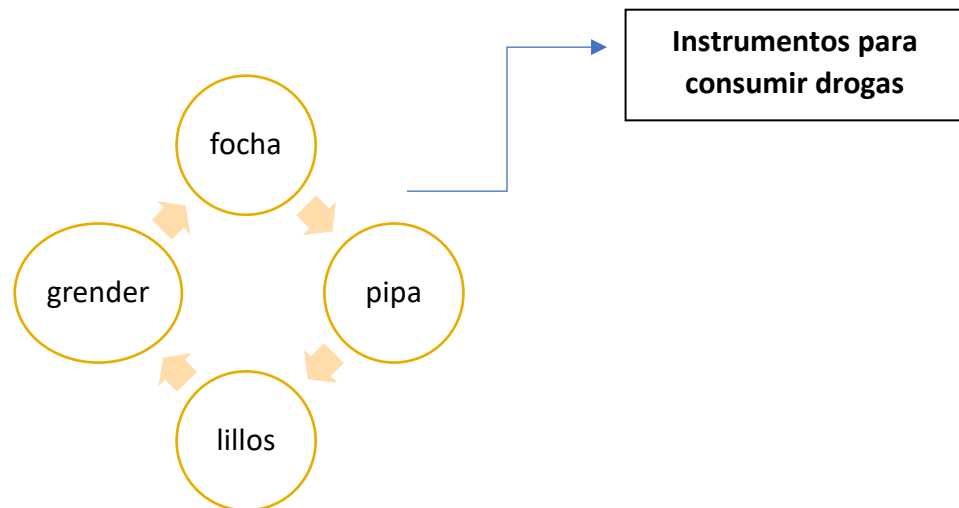 Instrumentos para
consumir drogas
focha
grender
pipa
lillos